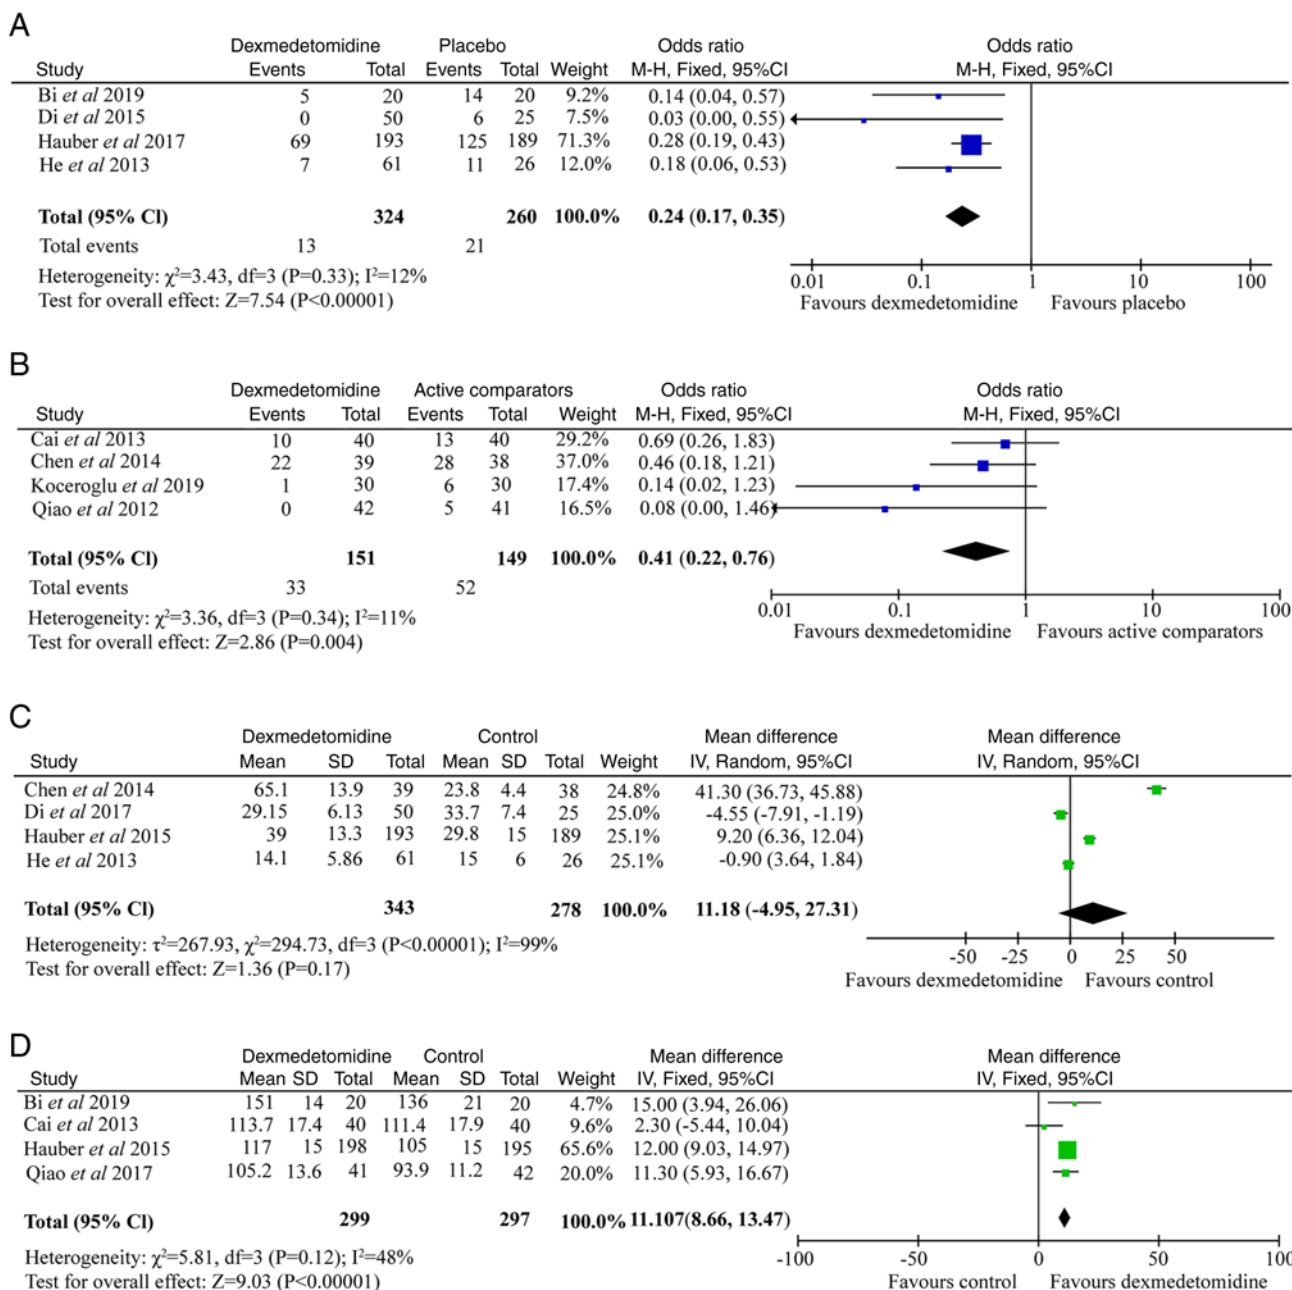 A
Dexmedetomidine Placebo Odds ratio Odds ratio
Study Events Total Events Total Weight M-H, Fixed, 95%CI M-H, Fixed, 95%CI
Bi et al 2019 5 20 14 20 9.2% 0.14 (0.04, 0.57)
Di et al 2015 0 50 6 25 7.5% 0.03 (0.00, 0.55)
Hauber et al 2017 69 193 125 189 71.3% 0.28 (0.19, 0.43)
He et al 2013 7 61 11 26 12.0% 0.18 (0.06, 0.53)
Total (95% Cl) 324 260 100.0% 0.24 (0.17, 0.35)
Total events 13 21
Heterogeneity: χ²=3.43, df=3 (P=0.33); I²=12%
Test for overall effect: Z=7.54 (P<0.00001)
0.01 0.1 1 10 100
Favours dexmedetomidine Favours placebo
B
Dexmedetomidine Active comparators Odds ratio Odds ratio
Study Events Total Events Total Weight M-H, Fixed, 95%CI M-H, Fixed, 95%CI
Cai et al 2013 10 40 13 40 29.2% 0.69 (0.26, 1.83)
Chen et al 2014 22 39 28 38 37.0% 0.46 (0.18, 1.21)
Koceroglu et al 2019 1 30 6 30 17.4% 0.14 (0.02, 1.23)
Qiao et al 2012 0 42 5 41 16.5% 0.08 (0.00, 1.46)
Total (95% Cl) 151 149 100.0% 0.41 (0.22, 0.76)
Total events 33 52
Heterogeneity: χ²=3.36, df=3 (P=0.34); I²=11%
Test for overall effect: Z=2.86 (P=0.004)
0.01 0.1 1 10 100
Favours dexmedetomidine Favours active comparators
C
Dexmedetomidine Control Mean difference Mean difference
Study Mean SD Total Mean SD Total Weight IV, Random, 95%CI IV, Random, 95%CI
Chen et al 2014 65.1 13.9 39 23.8 4.4 38 24.8% 41.30 (36.73, 45.88)
Di et al 2017 29.15 6.13 50 33.7 7.4 25 25.0% -4.55 (-7.91, -1.19)
Hauber et al 2015 39 13.3 193 29.8 15 189 25.1% 9.20 (6.36, 12.04)
He et al 2013 14.1 5.86 61 15 6 26 25.1% -0.90 (3.64, 1.84)
Total (95% Cl) 343 278 100.0% 11.18 (-4.95, 27.31)
Heterogeneity: τ²=267.93, χ²=294.73, df=3 (P<0.00001); I²=99%
Test for overall effect: Z=1.36 (P=0.17)
-50 -25 0 25 50
Favours dexmedetomidine Favours control
D
Dexmedetomidine Control Mean difference Mean difference
Study Mean SD Total Mean SD Total Weight IV, Fixed, 95%CI IV, Fixed, 95%CI
Bi et al 2019 151 14 20 136 21 20 4.7% 15.00 (3.94, 26.06)
Cai et al 2013 113.7 17.4 40 111.4 17.9 40 9.6% 2.30 (-5.44, 10.04)
Hauber et al 2015 117 15 198 105 15 195 65.6% 12.00 (9.03, 14.97)
Qiao et al 2017 105.2 13.6 41 93.9 11.2 42 20.0% 11.30 (5.93, 16.67)
Total (95% Cl) 299 297 100.0% 11.107(8.66, 13.47)
Heterogeneity: χ²=5.81, df=3 (P=0.12); I²=48%
Test for overall effect: Z=9.03 (P<0.00001)
-100 -50 0 50 100
Favours control Favours dexmedetomidine